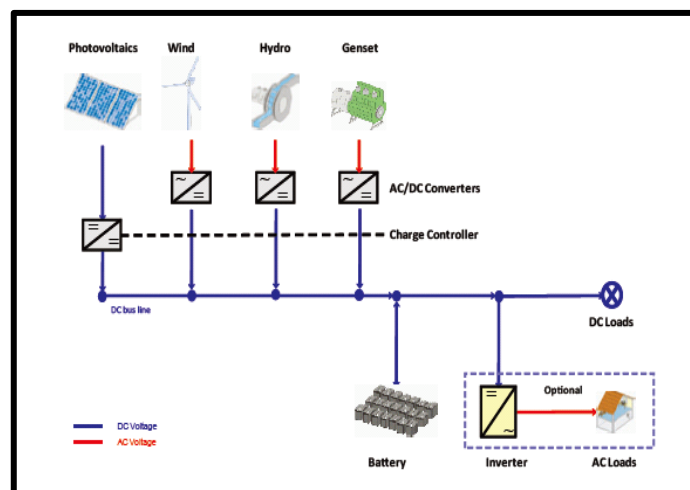 Photovoltaics
Wind
Hydro
Genset
AC/DC Converters
Charge Controller
DC bus line
DC Loads
Optional
DC Voltage
AC Voltage
Battery
Inverter
AC Loads